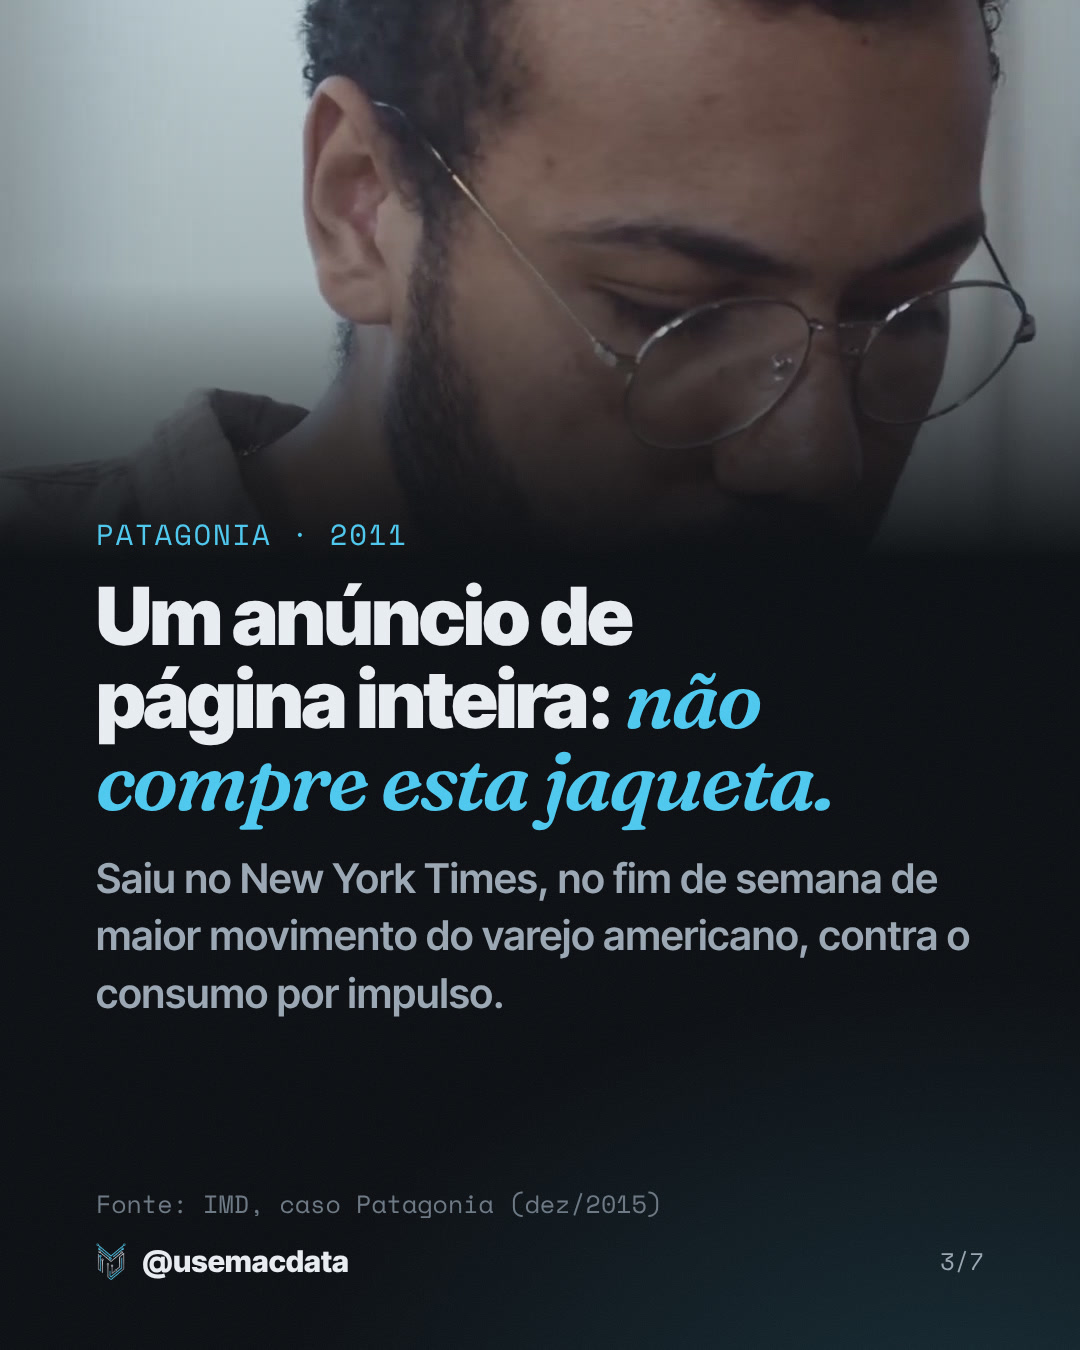 PATAGONIA · 2011
Um anúncio de
página inteira: não
compre esta jaqueta.
Saiu no New York Times, no fim de semana de
maior movimento do varejo americano, contra o
consumo por impulso.
Fonte: IMD, caso Patagonia (dez/2015)
@usemacdata
3/7